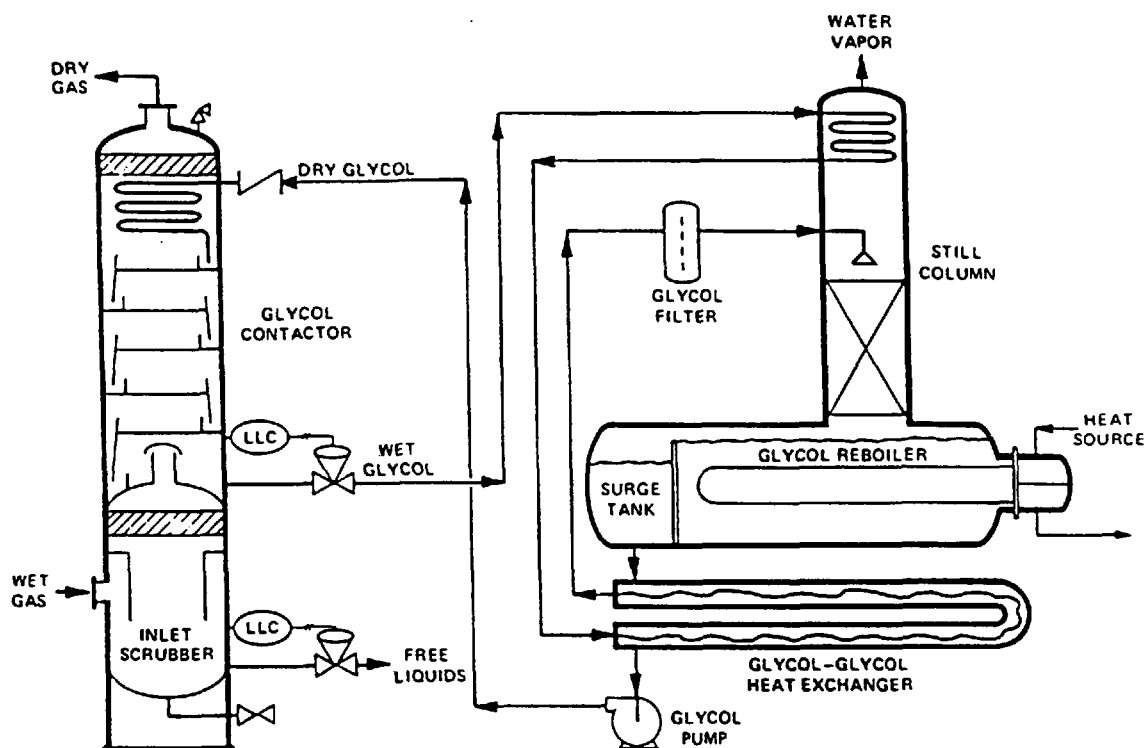 WATER
VAPOR
DRY
GAS
DRY GLYCOL
STILL
COLUMN
GLYCOL
FILTER
GLYCOL
CONTACTOR
HEAT
SOURCE
LLC
WET
GLYCOL
GLYCOL REBOILER
SURGE
TANK
WET
GAS
LLC
INLET
SCRUBBER
FREE
LIQUIDS
GLYCOL-GLYCOL
HEAT EXCHANGER
GLYCOL
PUMP